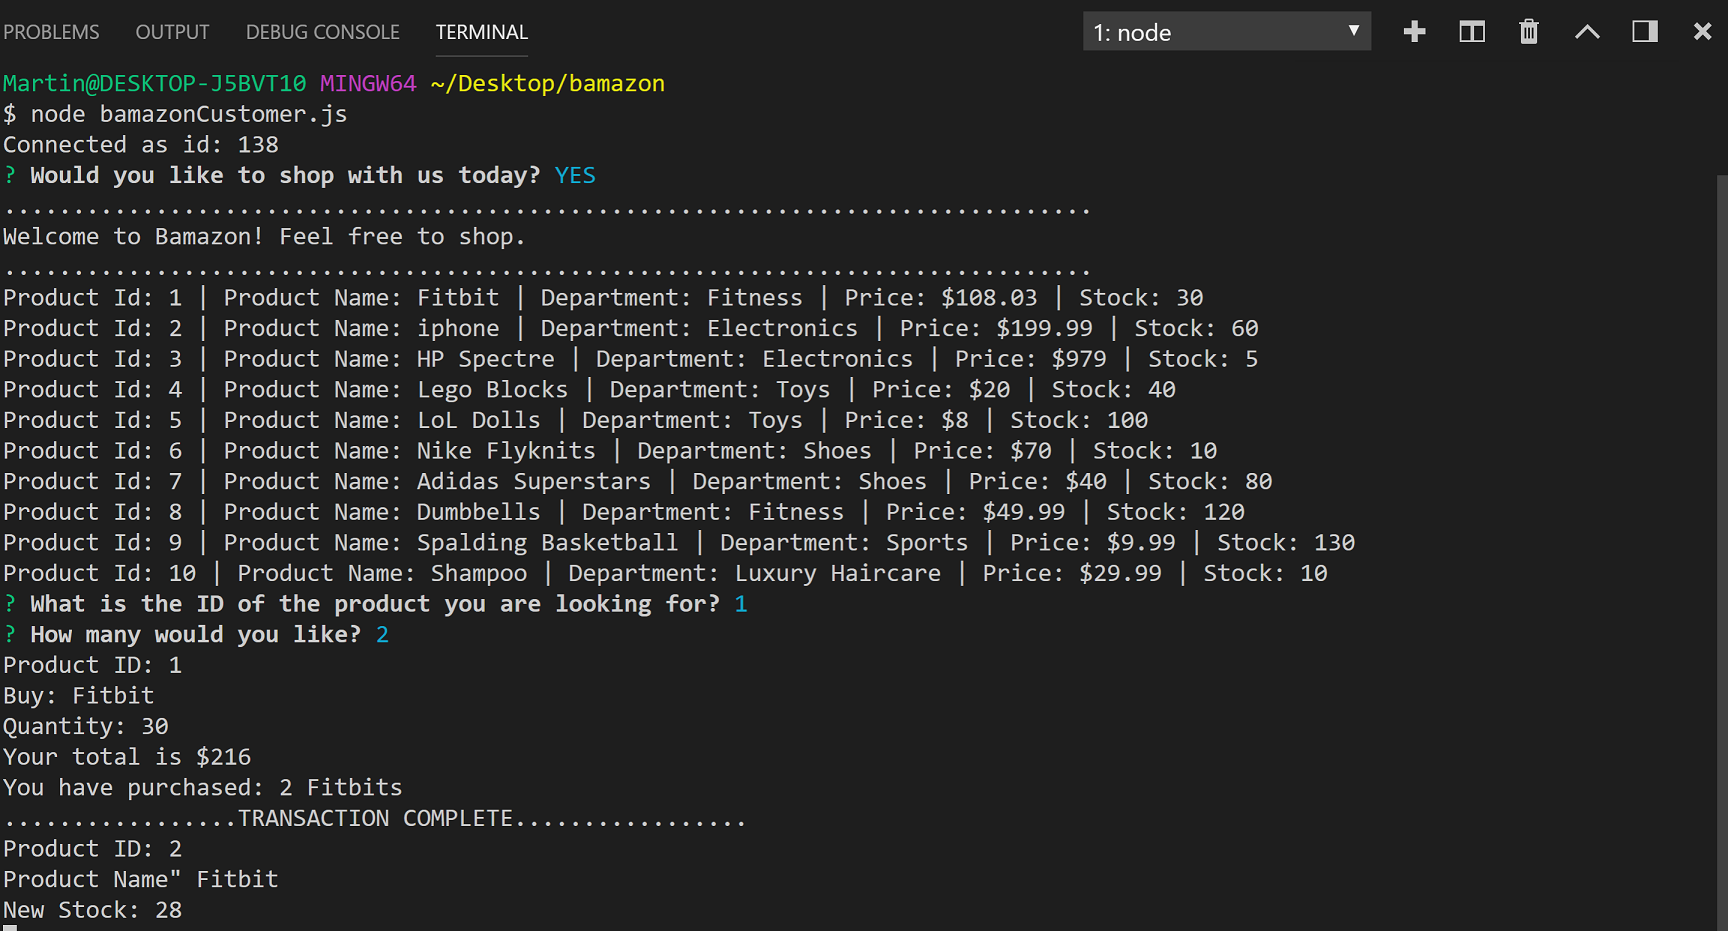 PROBLEMS OUTPUT DEBUG CONSOLE TERMINAL 1: node
Martin@DESKTOP-J5BVT10 MINGW64 ~/Desktop/bamazon
$ node bamazonCustomer.js
Connected as id: 138
? Would you like to shop with us today? YES
...............................................................................
Welcome to Bamazon! Feel free to shop.
...............................................................................
Product Id: 1 | Product Name: Fitbit | Department: Fitness | Price: $108.03 | Stock: 30
Product Id: 2 | Product Name: iphone | Department: Electronics | Price: $199.99 | Stock: 60
Product Id: 3 | Product Name: HP Spectre | Department: Electronics | Price: $979 | Stock: 5
Product Id: 4 | Product Name: Lego Blocks | Department: Toys | Price: $20 | Stock: 40
Product Id: 5 | Product Name: LoL Dolls | Department: Toys | Price: $8 | Stock: 100
Product Id: 6 | Product Name: Nike Flyknits | Department: Shoes | Price: $70 | Stock: 10
Product Id: 7 | Product Name: Adidas Superstars | Department: Shoes | Price: $40 | Stock: 80
Product Id: 8 | Product Name: Dumbbells | Department: Fitness | Price: $49.99 | Stock: 120
Product Id: 9 | Product Name: Spalding Basketball | Department: Sports | Price: $9.99 | Stock: 130
Product Id: 10 | Product Name: Shampoo | Department: Luxury Haircare | Price: $29.99 | Stock: 10
? What is the ID of the product you are looking for? 1
? How many would you like? 2
Product ID: 1
Buy: Fitbit
Quantity: 30
Your total is $216
You have purchased: 2 Fitbits
.................TRANSACTION COMPLETE.................
Product ID: 2
Product Name" Fitbit
New Stock: 28